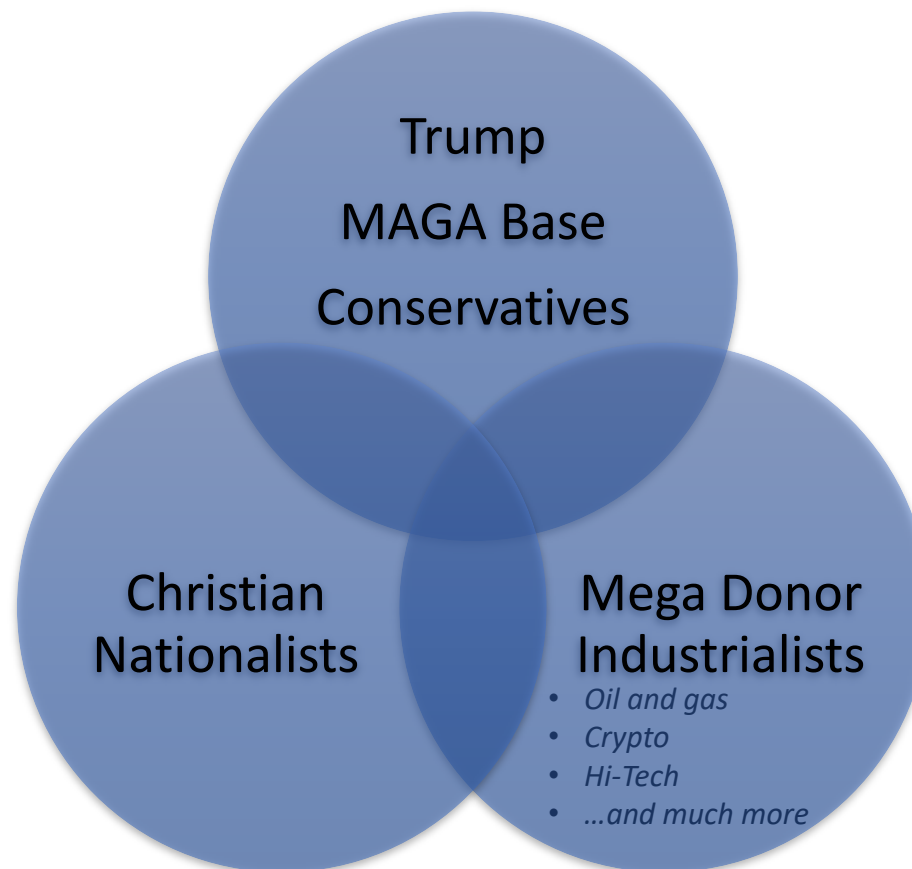 Trump
MAGA Base
Conservatives
Christian
Nationalists
Mega Donor
Industrialists
• Oil and gas
• Crypto
• Hi-Tech
• …and much more